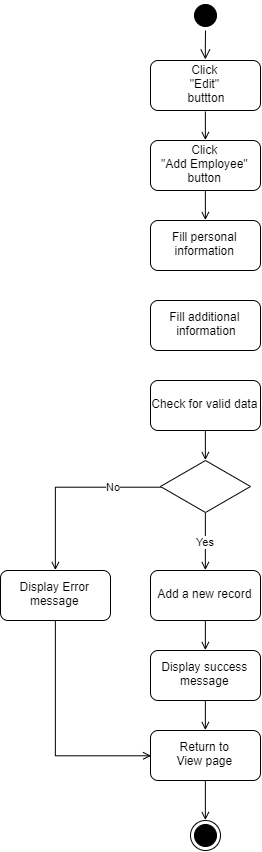 Click
"Edit"
buttton
Click
"Add Employee"
button
Fill personal
information
Fill additional
information
Check for valid data
No
Yes
Display Error
message
Add a new record
Display success
message
Return to
View page